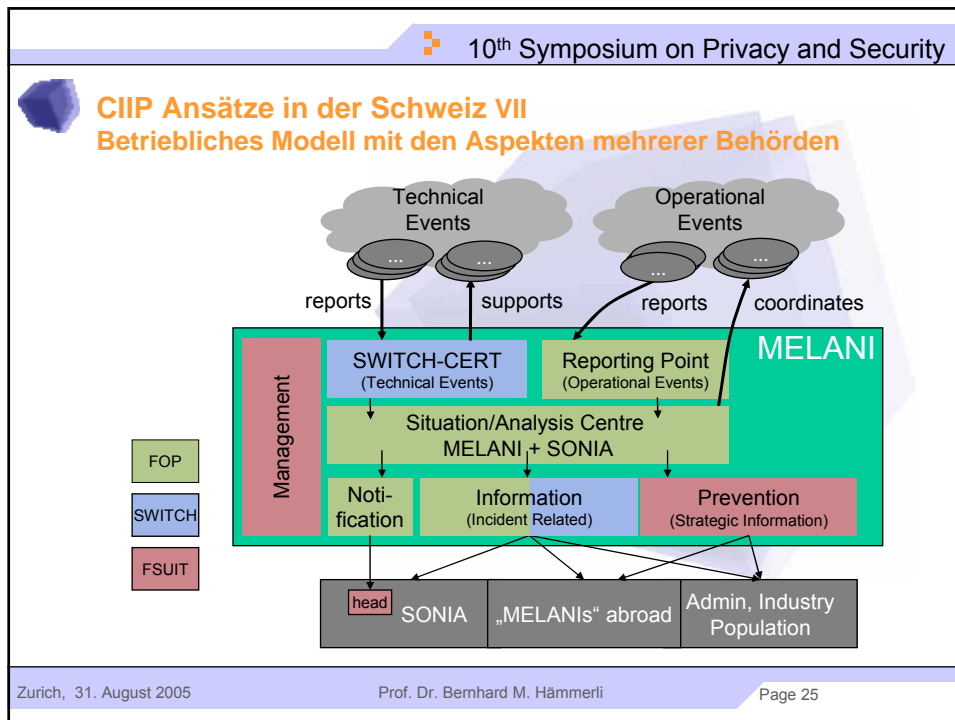 10th Symposium on Privacy and Security
CIIP Ansätze in der Schweiz VII
Betriebliches Modell mit den Aspekten mehrerer Behörden
Technical
Events
Operational
Events
...
...
...
...
reports
supports
reports
coordinates
MELANI
Management
SWITCH-CERT
(Technical Events)
Reporting Point
(Operational Events)
Situation/Analysis Centre
MELANI + SONIA
FOP
SWITCH
FSUIT
Noti-
fication
Information
(Incident Related)
Prevention
(Strategic Information)
head
SONIA
„MELANIs“ abroad
Admin, Industry
Population
Zurich, 31. August 2005
Prof. Dr. Bernhard M. Hämmerli
Page 25